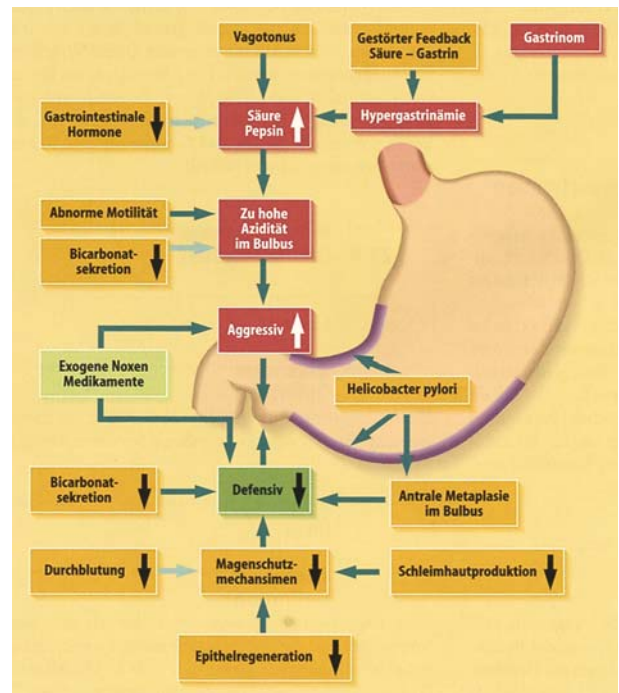 Vagotonus
Gestörter Feedback
Säure – Gastrin
Gastrinom
Gastrointestinale
Hormone
Säure
Pepsin
Hypergastrinämie
Abnorme Motilität
Zu hohe
Azidität
im Bulbus
Bicarbonat-
sekretion
Aggressiv
Exogene Noxen
Medikamente
Helicobacter pylori
Bicarbonat-
sekretion
Defensiv
Antrale Metaplasie
im Bulbus
Durchblutung
Magenschutz-
mechansimen
Schleimhautproduktion
Epithelregeneration